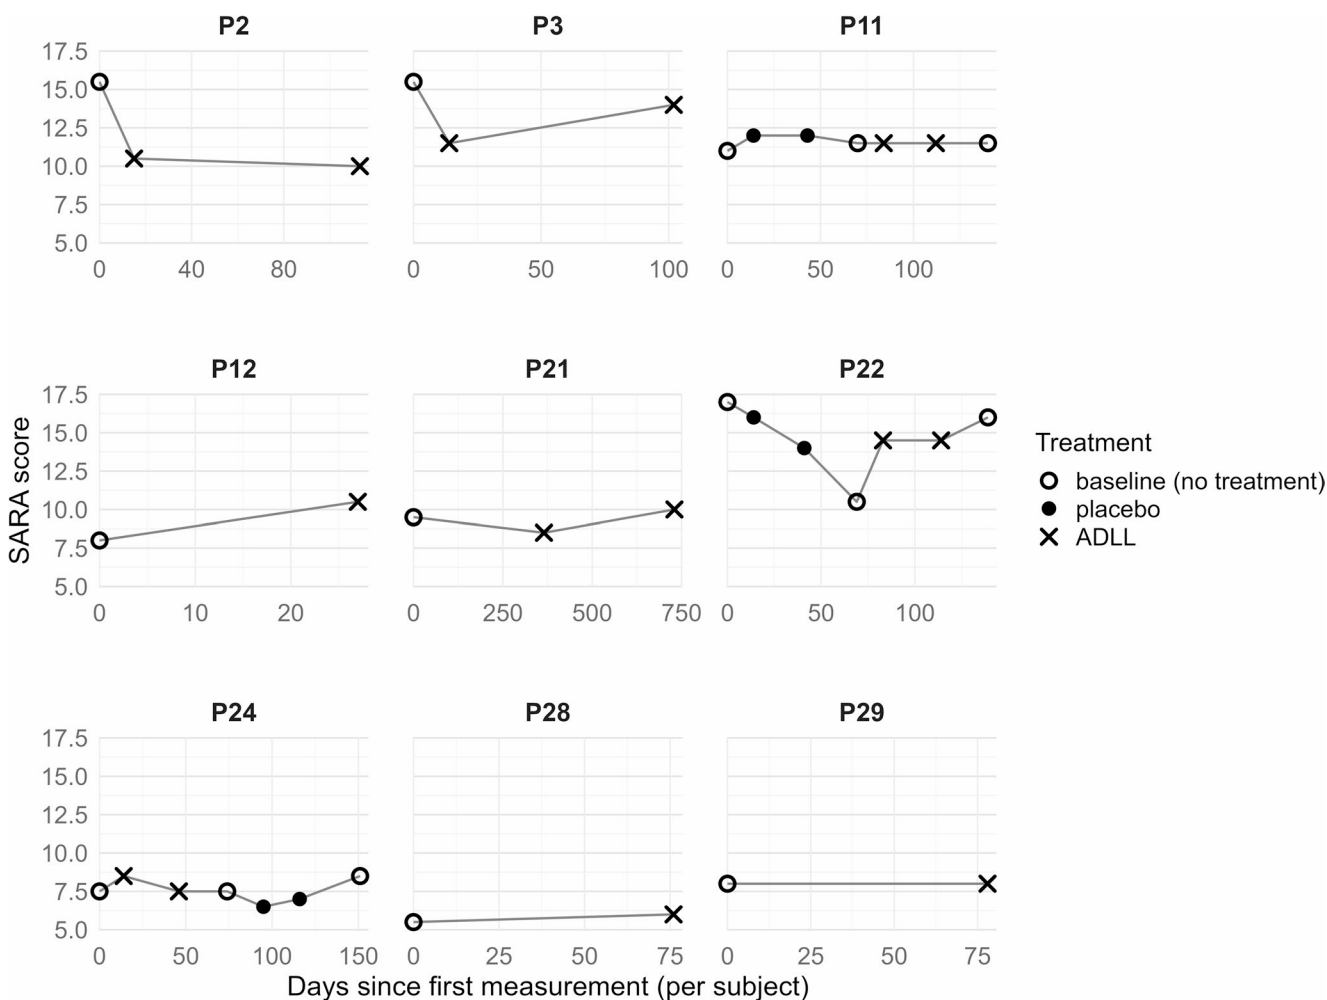 P2 P3 P11
17.5
15.0
12.5
10.0
7.5
5.0
0 40 80 0 50 100 0 50 100
P12 P21 P22
17.5
15.0
12.5
10.0
7.5
5.0
0 10 20 0 250 500 750 0 50 100
P24 P28 P29
17.5
15.0
12.5
10.0
7.5
5.0
0 50 100 150 0 25 50 75 0 25 50 75
SARA score
Days since first measurement (per subject)
Treatment
baseline (no treatment)
placebo
ADLL